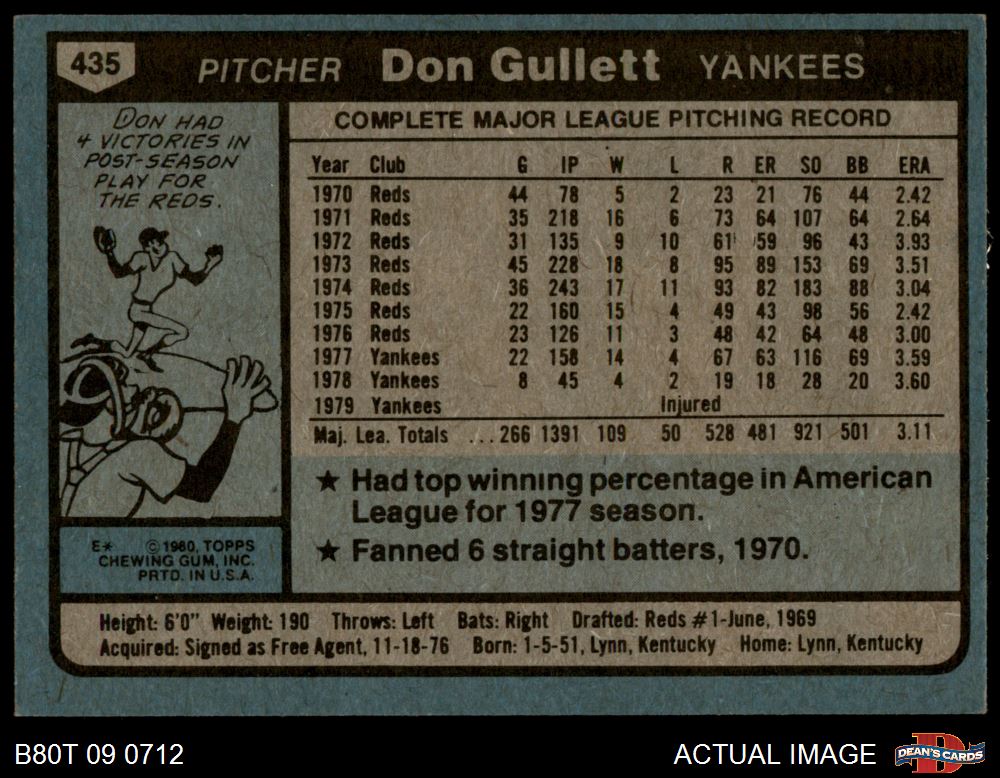 435 PITCHER Don Gullett YANKEES
DON HAD
4 VICTORIES IN
POST-SEASON
PLAY FOR
THE REDS.
COMPLETE MAJOR LEAGUE PITCHING RECORD
Year Club G IP W L R ER SO BB ERA
1970 Reds 44 78 5 2 23 21 76 44 2.42
1971 Reds 35 218 16 6 73 64 107 64 2.64
1972 Reds 31 135 9 10 61 59 96 43 3.93
1973 Reds 45 228 18 8 95 89 153 69 3.51
1974 Reds 36 243 17 11 93 82 183 88 3.04
1975 Reds 22 160 15 4 49 43 98 56 2.42
1976 Reds 23 126 11 3 48 42 64 48 3.00
1977 Yankees 22 158 14 4 67 63 116 69 3.59
1978 Yankees 8 45 4 2 19 18 28 20 3.60
1979 Yankees Injured
Maj. Lea. Totals ... 266 1391 109 50 528 481 921 501 3.11
★ Had top winning percentage in American
League for 1977 season.
★ Fanned 6 straight batters, 1970.
E* © 1980, TOPPS
CHEWING GUM, INC.
PRTD. IN U.S.A.
Height: 6'0" Weight: 190 Throws: Left Bats: Right Drafted: Reds #1-June, 1969
Acquired: Signed as Free Agent, 11-18-76 Born: 1-5-51, Lynn, Kentucky Home: Lynn, Kentucky
B80T 09 0712 ACTUAL IMAGE D DEAN'S CARDS